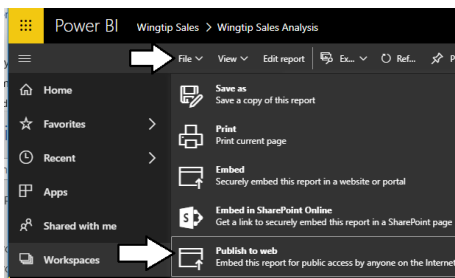 Power BI Wingtip Sales > Wingtip Sales Analysis
File View Edit report Ex... Ref... P
Home
Save as
Save a copy of this report
Favorites
Print
Print current page
Recent
Embed
Securely embed this report in a website or portal
Apps
Embed in SharePoint Online
Get a link to securely embed this report in a SharePoint page
Shared with me
Publish to web
Embed this report for public access by anyone on the Internet
Workspaces